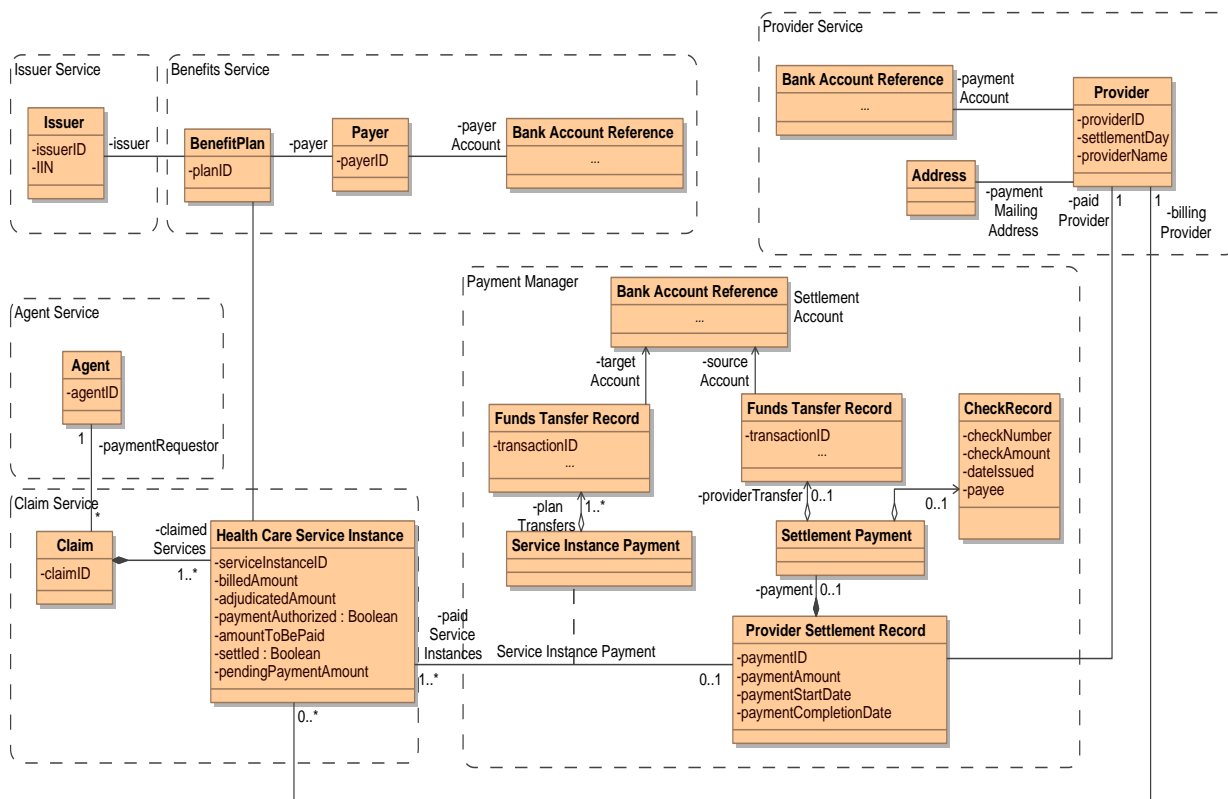 Provider Service
Bank Account Reference
...
-payment
Account
Provider
-providerID
-settlementDay
-providerName
Address
-payment
Mailing
Address
-paid
Provider
1
1
-billing
Provider
Issuer Service
Issuer
-issuerID
-IIN
-issuer
Benefits Service
BenefitPlan
-planID
-payer
Payer
-payerID
-payer
Account
Bank Account Reference
...
Agent Service
Agent
-agentID
1
-paymentRequestor
Claim Service
*
Claim
-claimID
-claimed
Services
1..*
Health Care Service Instance
-serviceInstanceID
-billedAmount
-adjudicatedAmount
-paymentAuthorized : Boolean
-amountToBePaid
-settled : Boolean
-pendingPaymentAmount
0..*
Payment Manager
Bank Account Reference
...
Settlement
Account
-target
Account
-source
Account
Funds Tansfer Record
-transactionID
...
Funds Tansfer Record
-transactionID
...
CheckRecord
-checkNumber
-checkAmount
-dateIssued
-payee
-plan
Transfers
1..*
-providerTransfer
0..1
0..1
Service Instance Payment
Settlement Payment
-payment
0..1
-paid
Service
Instances
1..*
Service Instance Payment
0..1
Provider Settlement Record
-paymentID
-paymentAmount
-paymentStartDate
-paymentCompletionDate